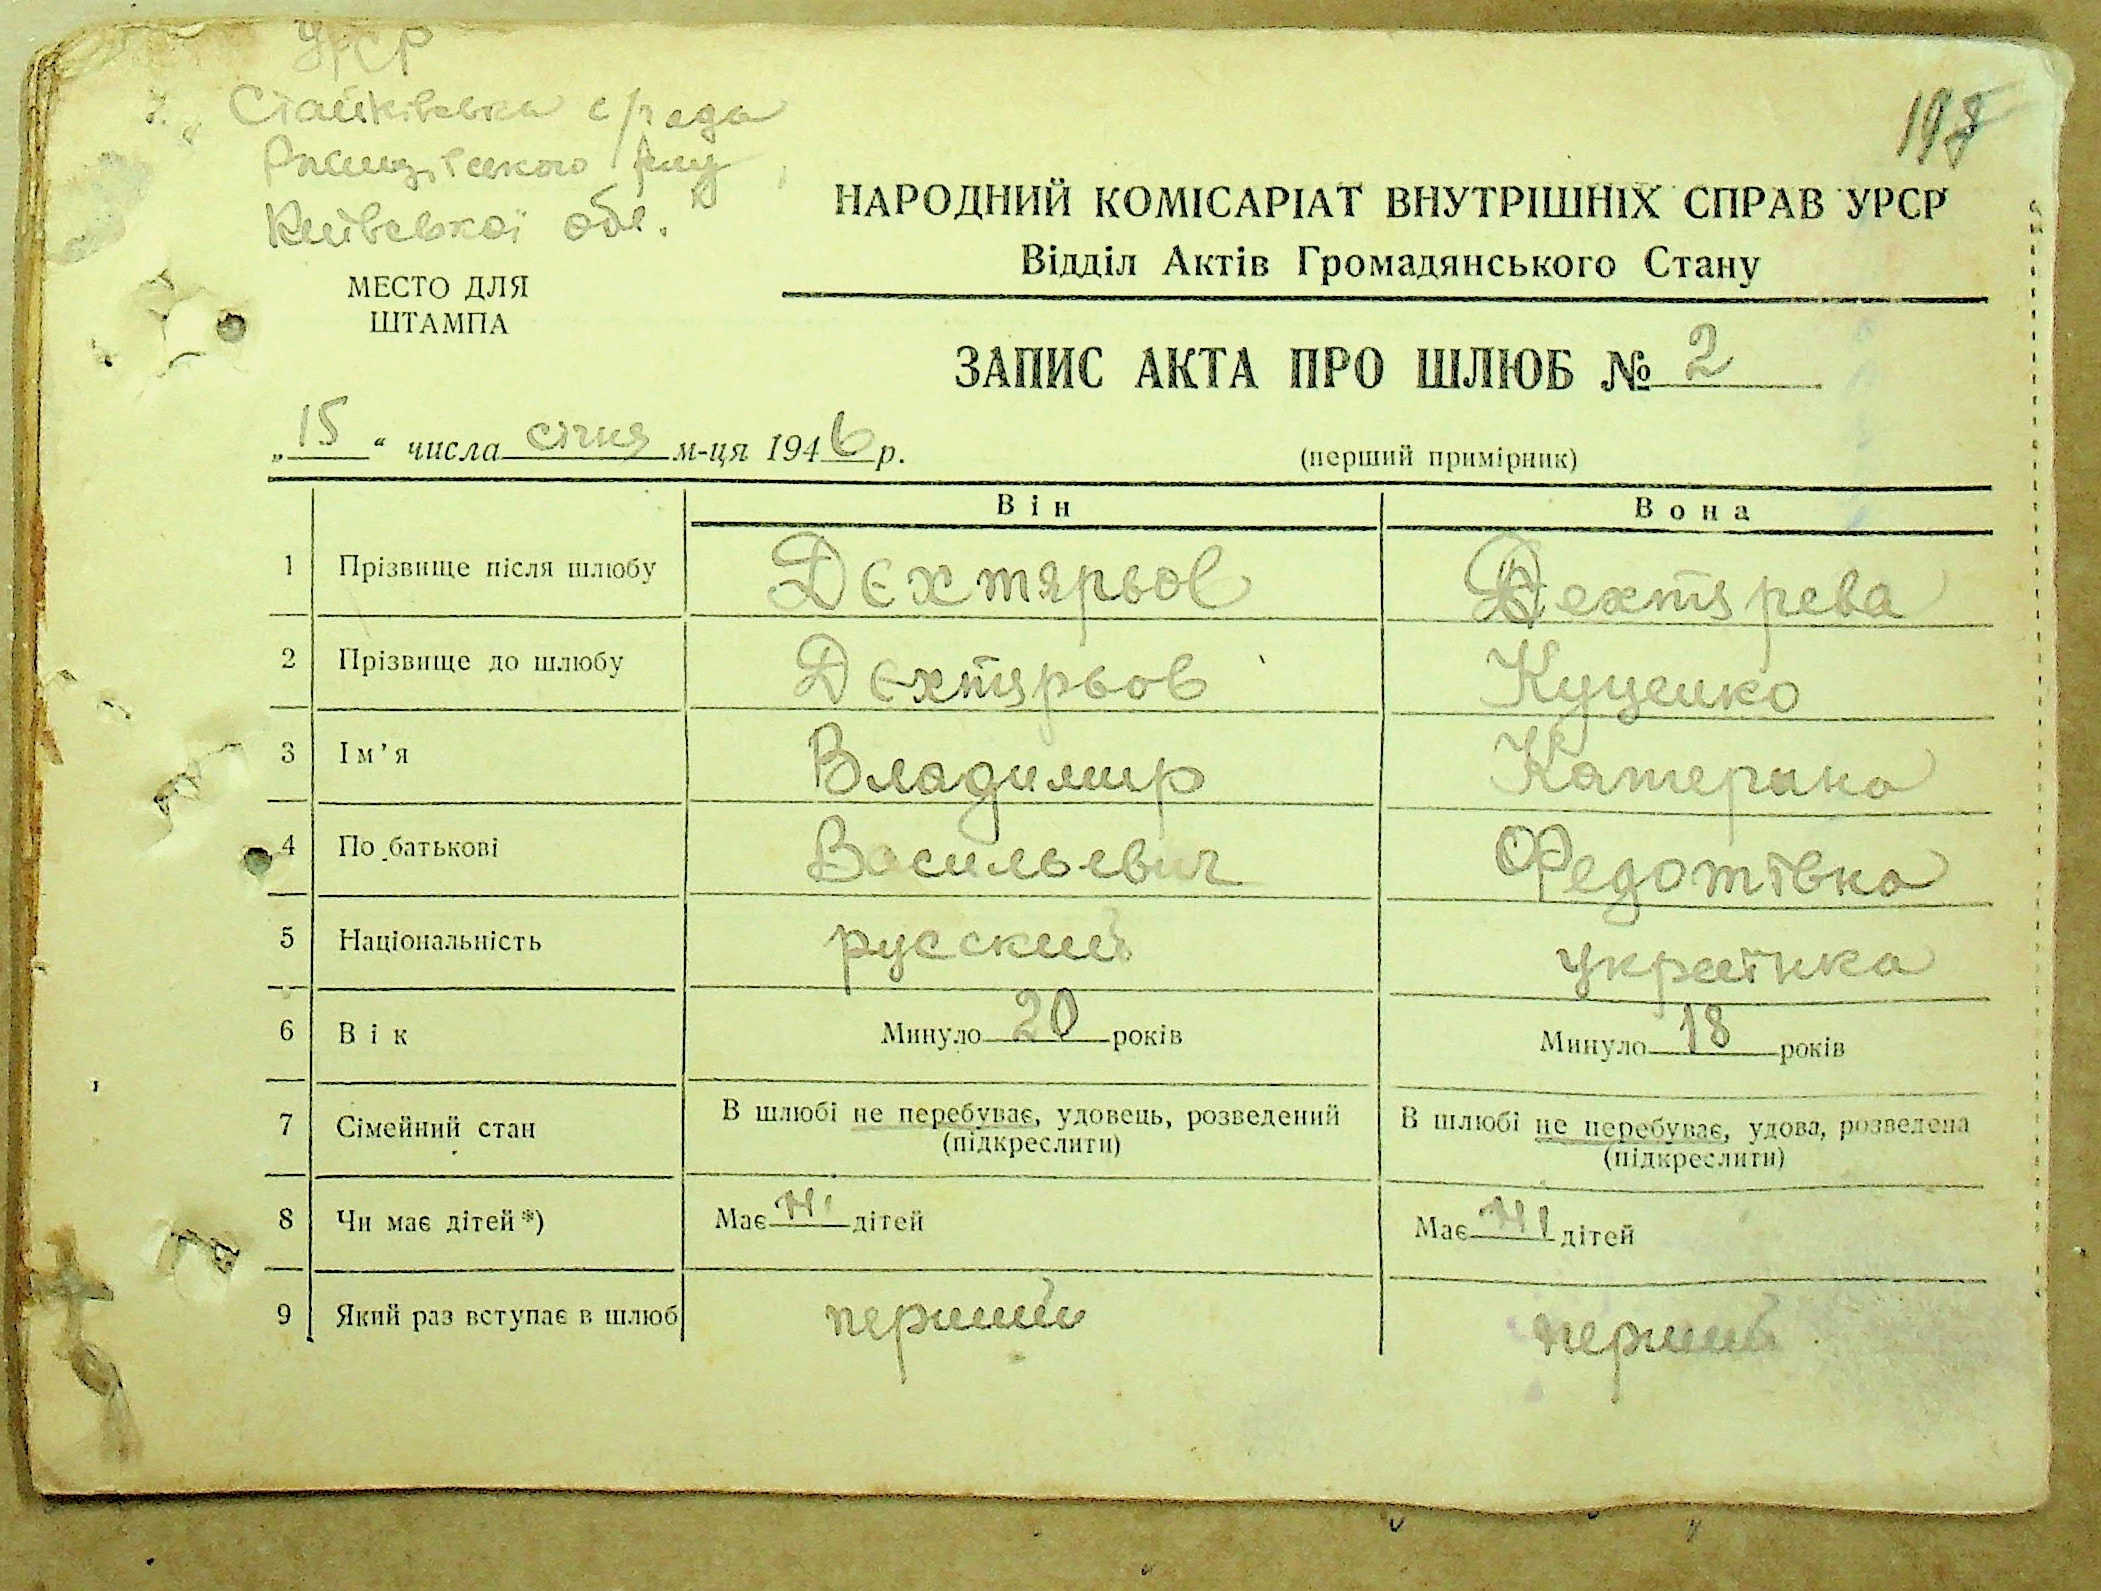 УРСР
Стайківська с/рада
Ржищівського р-ну
Київської обл.
198
НАРОДНИЙ КОМІСАРІАТ ВНУТРІШНІХ СПРАВ УРСР
Відділ Актів Громадянського Стану
МЕСТО ДЛЯ
ШТАМПА
ЗАПИС АКТА ПРО ШЛЮБ № 2
„15“ числа січня м-ця 1946 р.
(перший примірник)
Він Вона
1 Прізвище після шлюбу Дєхтярьов Дехтярева
2 Прізвище до шлюбу Дєхтярьов Куценко
3 Ім’я Владимир Катерина
4 По батькові Васильевич Федотівна
5 Національність русский українка
6 Вік Минуло 20 років Минуло 18 років
7 Сімейний стан В шлюбі не перебуває, удовець, розведений В шлюбі не перебуває, удова, розведена
(підкреслити) (підкреслити)
8 Чи має дітей*) Має ні дітей Має ні дітей
9 Який раз вступає в шлюб перший перший